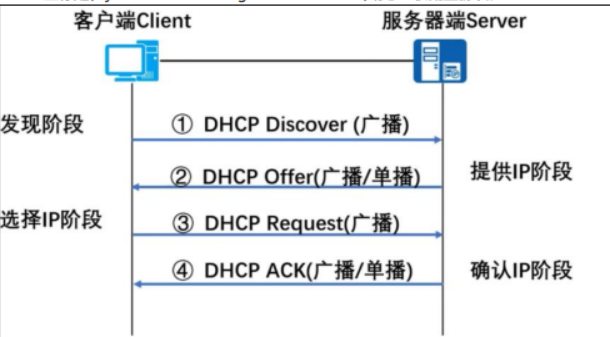 客户端Client
服务器端Server
发现阶段
① DHCP Discover (广播)
② DHCP Offer(广播/单播)
提供IP阶段
选择IP阶段
③ DHCP Request(广播)
④ DHCP ACK(广播/单播)
确认IP阶段